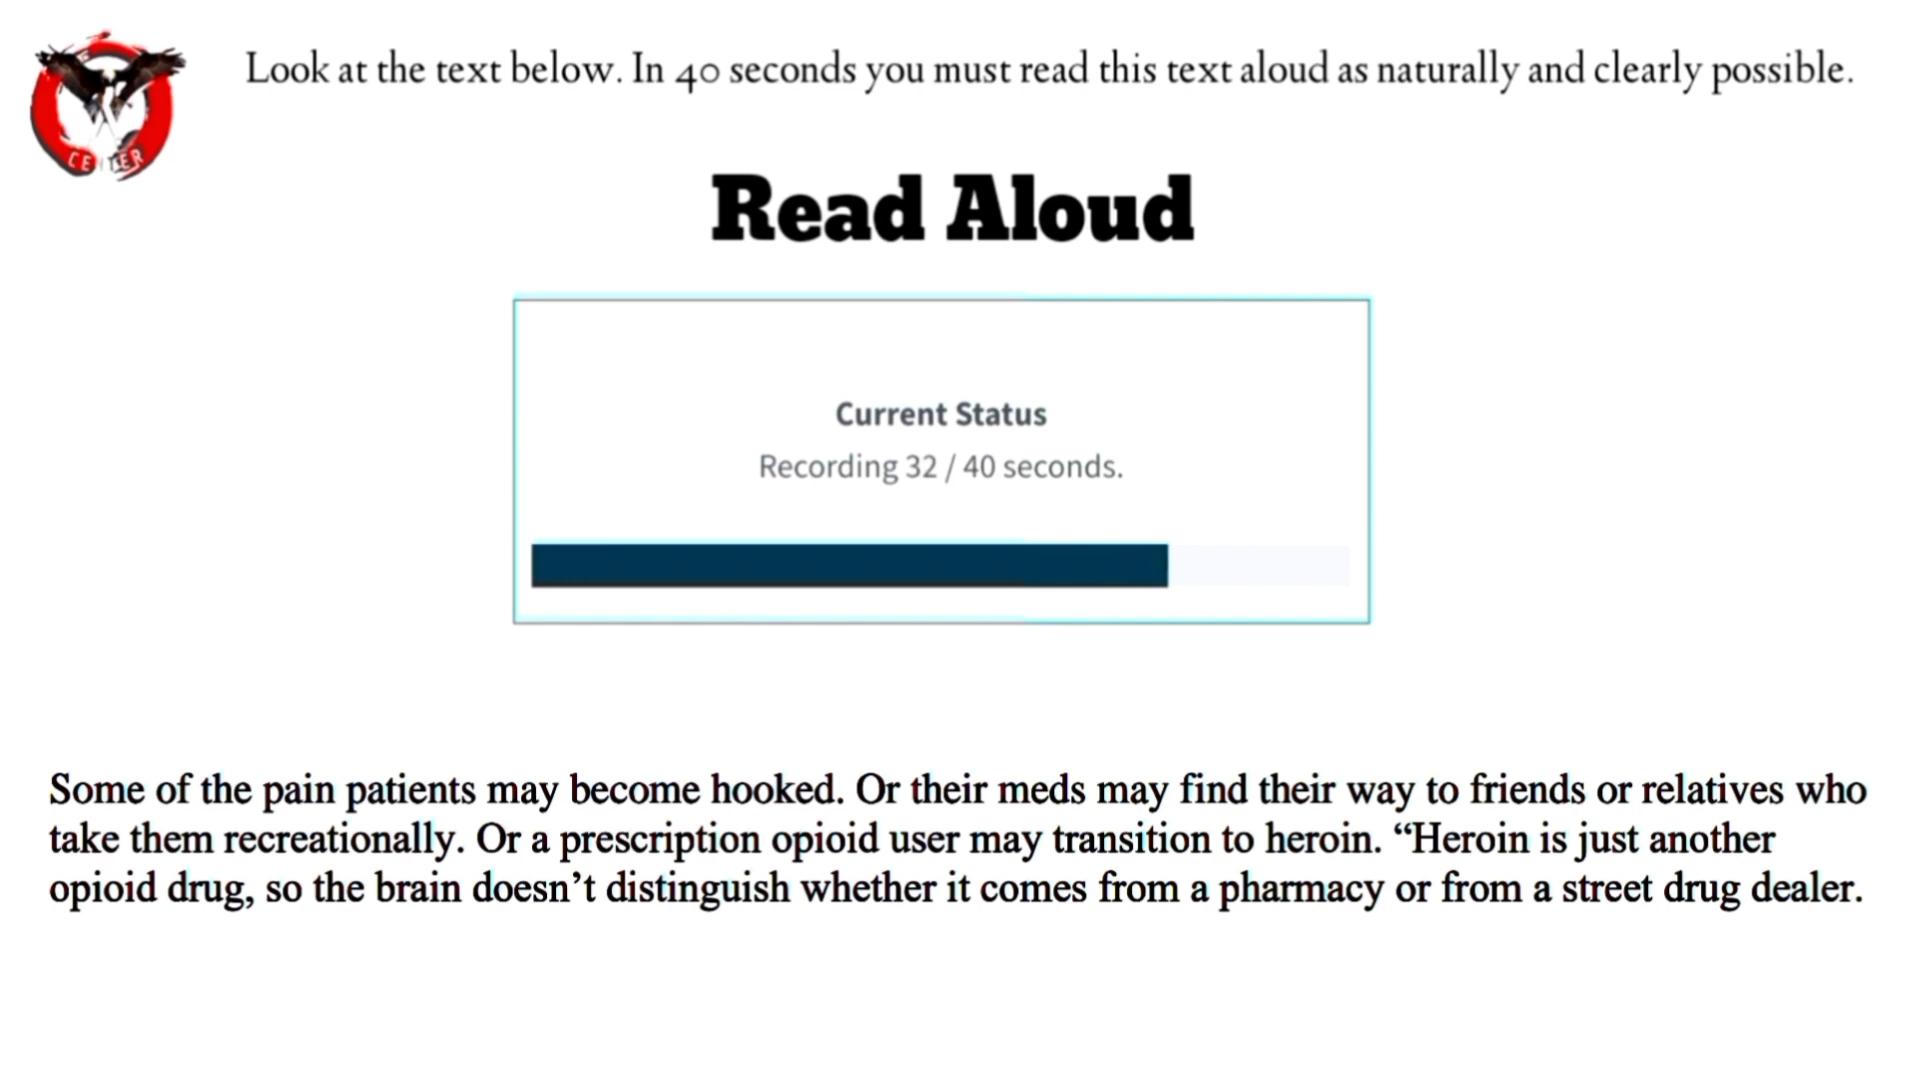 Look at the text below. In 40 seconds you must read this text aloud as naturally and clearly possible.
CENTER
Read Aloud
Current Status
Recording 32 / 40 seconds.
Some of the pain patients may become hooked. Or their meds may find their way to friends or relatives who
take them recreationally. Or a prescription opioid user may transition to heroin. “Heroin is just another
opioid drug, so the brain doesn’t distinguish whether it comes from a pharmacy or from a street drug dealer.